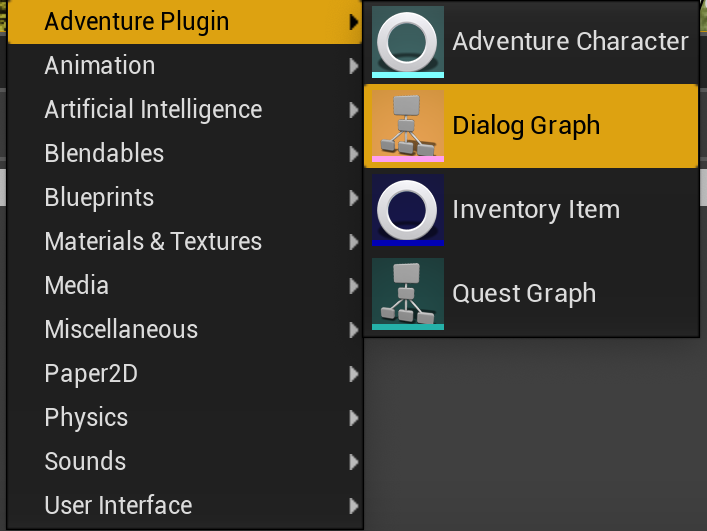 Adventure Plugin
Animation
Artificial Intelligence
Blendables
Blueprints
Materials & Textures
Media
Miscellaneous
Paper2D
Physics
Sounds
User Interface
Adventure Character
Dialog Graph
Inventory Item
Quest Graph